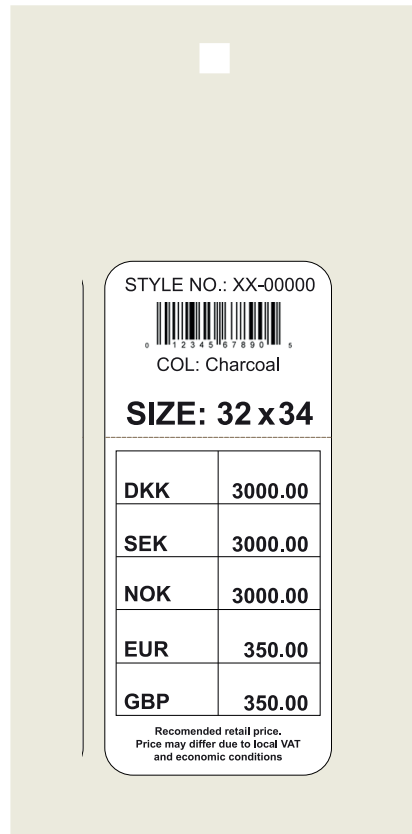 STYLE NO.: XX-00000
0 12345 67890 5
COL: Charcoal
SIZE: 32 x 34
DKK 3000.00
SEK 3000.00
NOK 3000.00
EUR 350.00
GBP 350.00
Recomended retail price.
Price may differ due to local VAT
and economic conditions